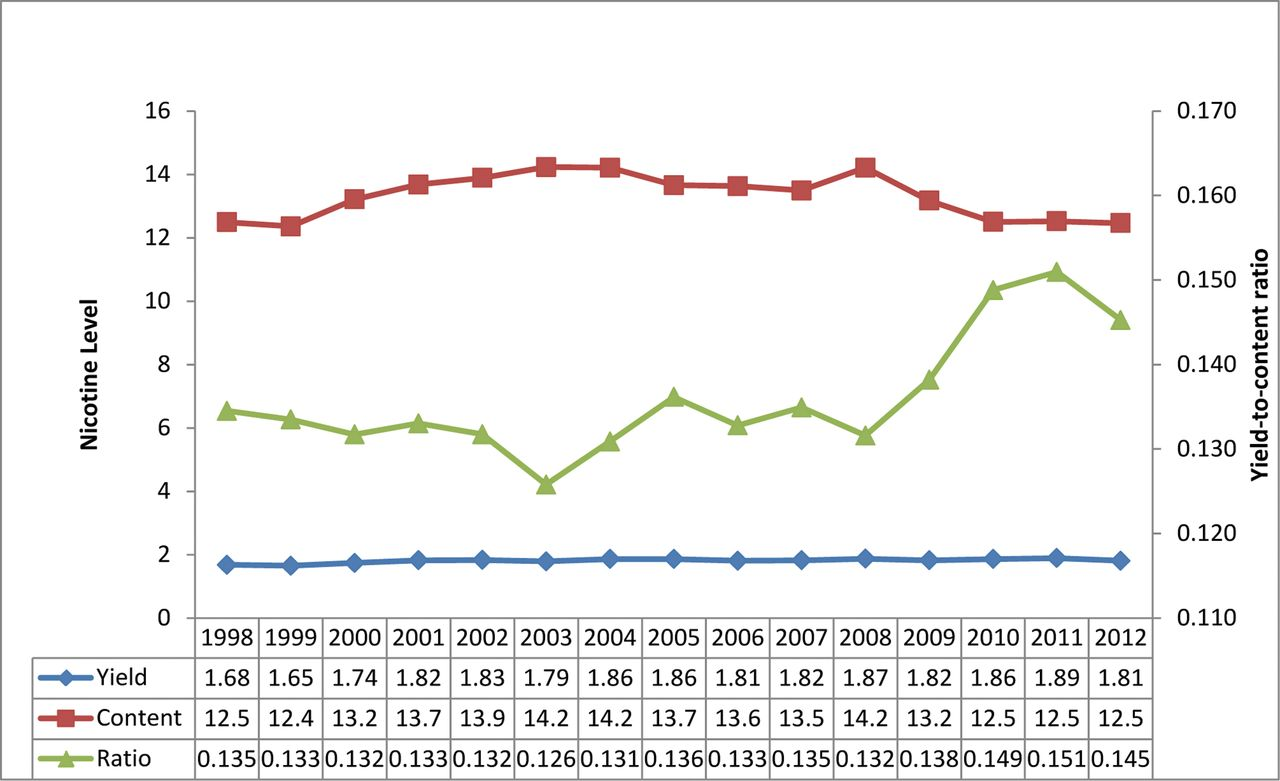 16
14
12
10
8
6
4
2
0
Nicotine Level
0.170
0.160
0.150
0.140
0.130
0.120
0.110
Yield-to-content ratio
1998 1999 2000 2001 2002 2003 2004 2005 2006 2007 2008 2009 2010 2011 2012
Yield 1.68 1.65 1.74 1.82 1.83 1.79 1.86 1.86 1.81 1.82 1.87 1.82 1.86 1.89 1.81
Content 12.5 12.4 13.2 13.7 13.9 14.2 14.2 13.7 13.6 13.5 14.2 13.2 12.5 12.5 12.5
Ratio 0.135 0.133 0.132 0.133 0.132 0.126 0.131 0.136 0.133 0.135 0.132 0.138 0.149 0.151 0.145